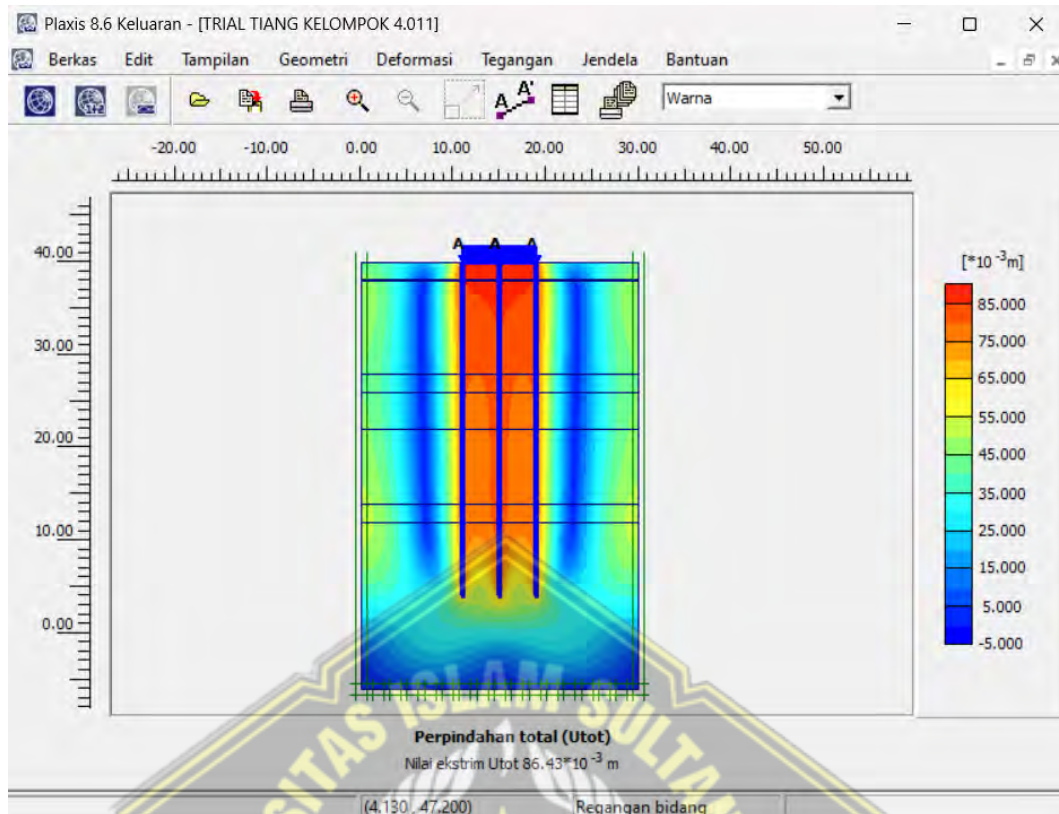 Plaxis 8.6 Keluaran - [TRIAL TIANG KELOMPOK 4.011]
Berkas Edit Tampilan Geometri Deformasi Tegangan Jendela Bantuan
A A' Warna
-20.00 -10.00 0.00 10.00 20.00 30.00 40.00 50.00
A A A
40.00
30.00
20.00
10.00
0.00
[*10 -3 m]
85.000
75.000
65.000
55.000
45.000
35.000
25.000
15.000
5.000
-5.000
ISLAM SUL
SITAS
Perpindahan total (Utot)
Nilai ekstrim Utot 86.43*10 -3 m
(4.130 , 47.200) Regangan bidang